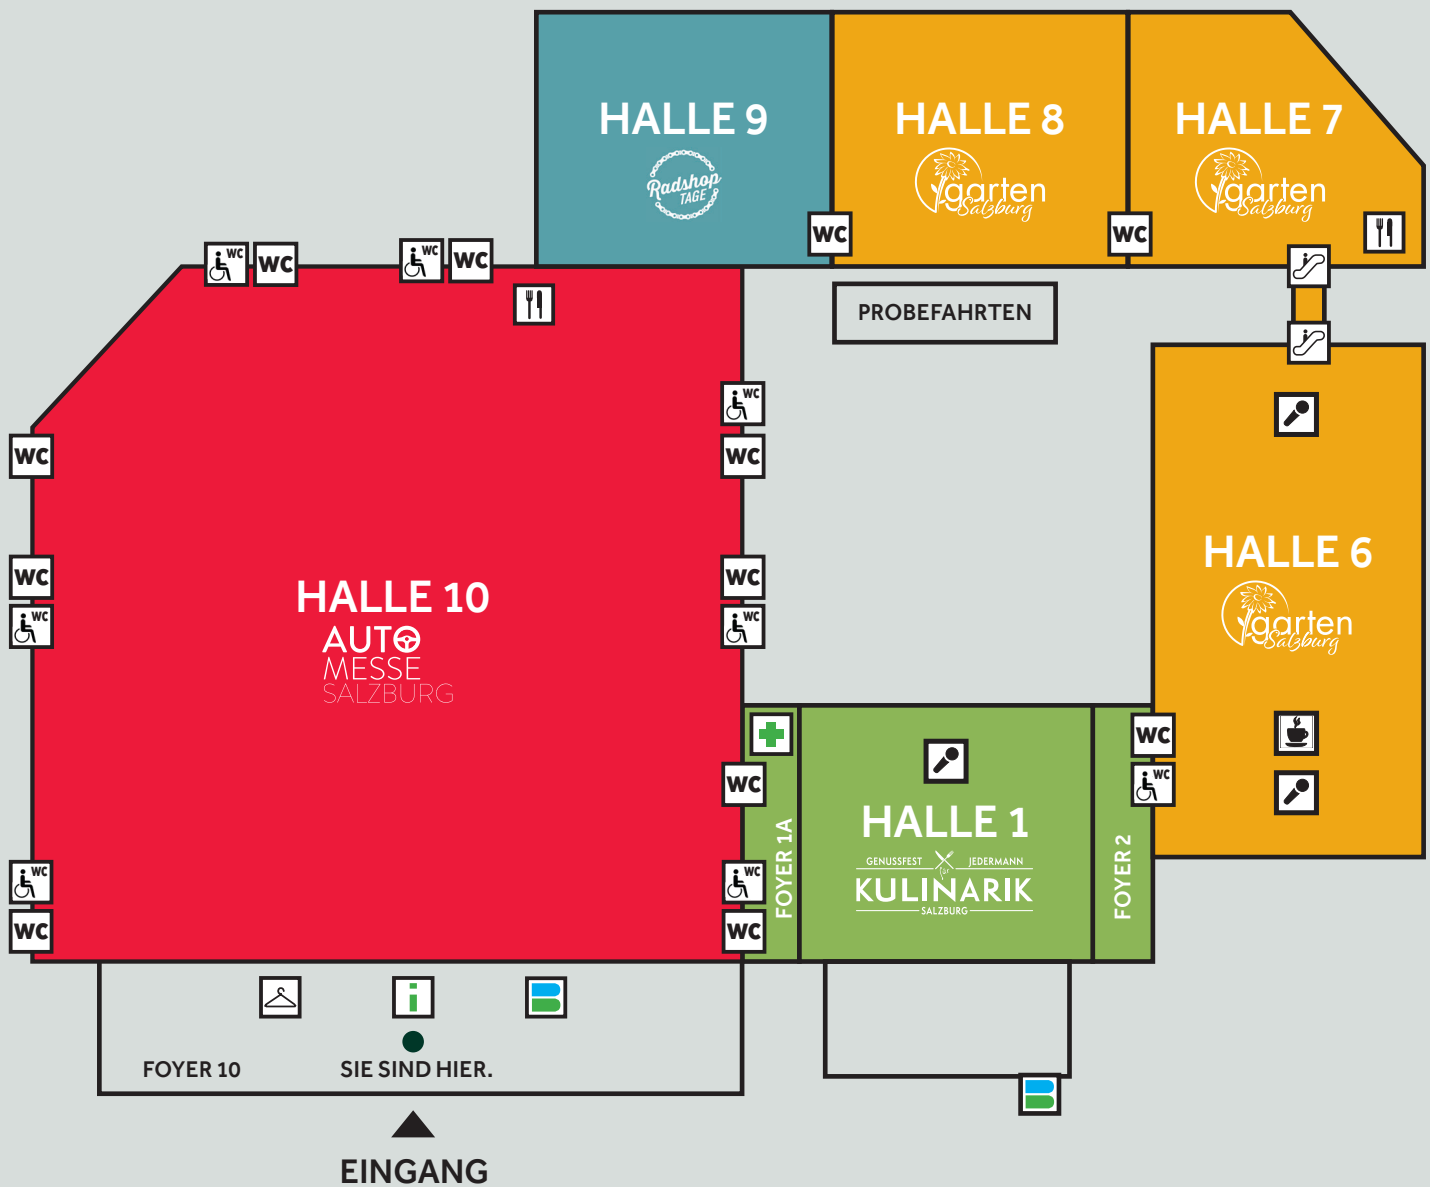 HALLE 9
Radshop
TAGE
HALLE 8
garten
Salzburg
HALLE 7
garten
Salzburg
WC
WC
WC
WC
WC
WC
PROBEFAHRTEN
WC
WC
WC
HALLE 6
garten
Salzburg
WC
WC
WC
WC
HALLE 10
AUTO
MESSE
SALZBURG
WC
WC
WC
WC
FOYER 1A
HALLE 1
GENUSSFEST für JEDERMANN
KULINARIK
SALZBURG
FOYER 2
WC
WC
WC
WC
i
FOYER 10
SIE SIND HIER.
EINGANG